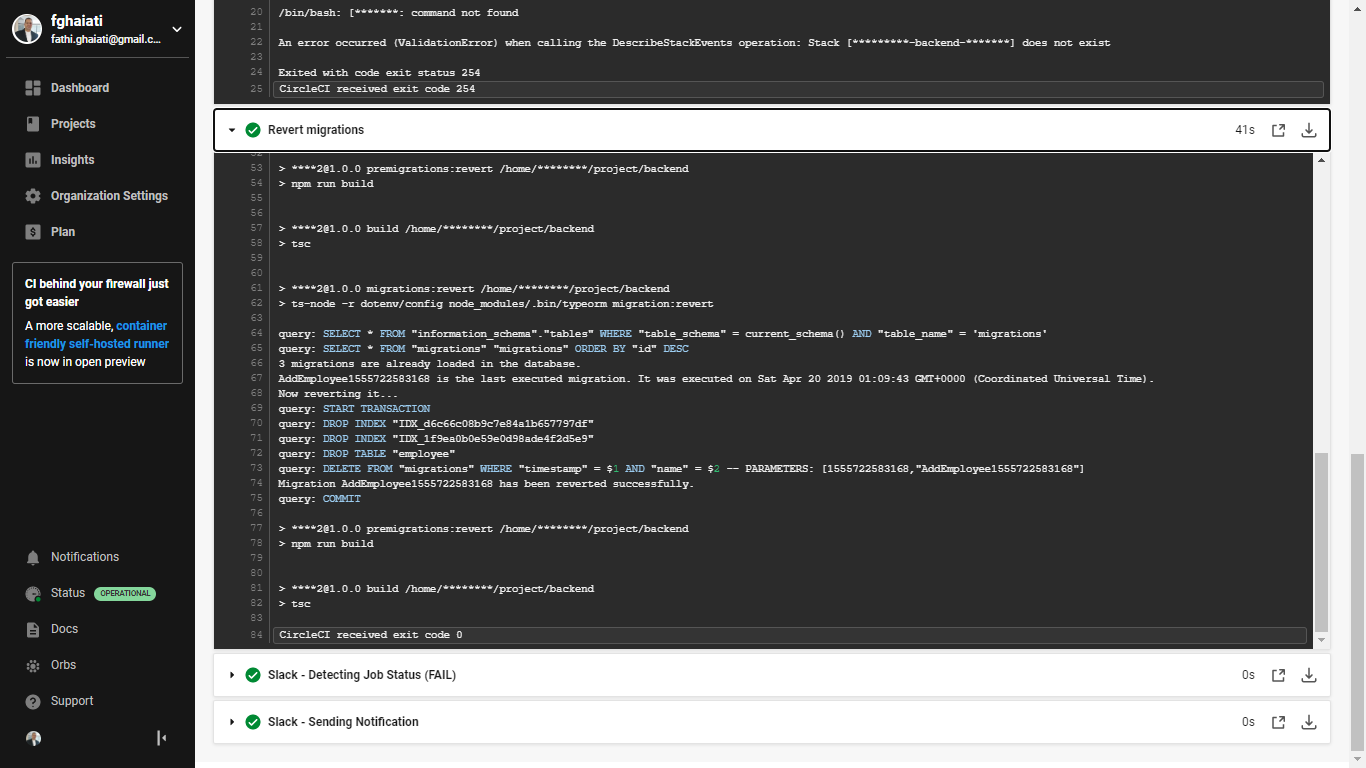 fghaiati
fathi.ghaiati@gmail.c...
Dashboard
Projects
Insights
Organization Settings
Plan
CI behind your firewall just
got easier
A more scalable, container
friendly self-hosted runner
is now in open preview
Notifications
Status OPERATIONAL
Docs
Orbs
Support
20 /bin/bash: [*******: command not found
21
22 An error occurred (ValidationError) when calling the DescribeStackEvents operation: Stack [*********-backend-*******] does not exist
23
24 Exited with code exit status 254
25 CircleCI received exit code 254
Revert migrations 41s
52
53 > ****2@1.0.0 premigrations:revert /home/********/project/backend
54 > npm run build
55
56
57 > ****2@1.0.0 build /home/********/project/backend
58 > tsc
59
60
61 > ****2@1.0.0 migrations:revert /home/********/project/backend
62 > ts-node -r dotenv/config node_modules/.bin/typeorm migration:revert
63
64 query: SELECT * FROM "information_schema"."tables" WHERE "table_schema" = current_schema() AND "table_name" = 'migrations'
65 query: SELECT * FROM "migrations" "migrations" ORDER BY "id" DESC
66 3 migrations are already loaded in the database.
67 AddEmployee1555722583168 is the last executed migration. It was executed on Sat Apr 20 2019 01:09:43 GMT+0000 (Coordinated Universal Time).
68 Now reverting it...
69 query: START TRANSACTION
70 query: DROP INDEX "IDX_d6c66c08b9c7e84a1b657797df"
71 query: DROP INDEX "IDX_1f9ea0b0e59e0d98ade4f2d5e9"
72 query: DROP TABLE "employee"
73 query: DELETE FROM "migrations" WHERE "timestamp" = $1 AND "name" = $2 -- PARAMETERS: [1555722583168,"AddEmployee1555722583168"]
74 Migration AddEmployee1555722583168 has been reverted successfully.
75 query: COMMIT
76
77 > ****2@1.0.0 premigrations:revert /home/********/project/backend
78 > npm run build
79
80
81 > ****2@1.0.0 build /home/********/project/backend
82 > tsc
83
84 CircleCI received exit code 0
Slack - Detecting Job Status (FAIL) 0s
Slack - Sending Notification 0s